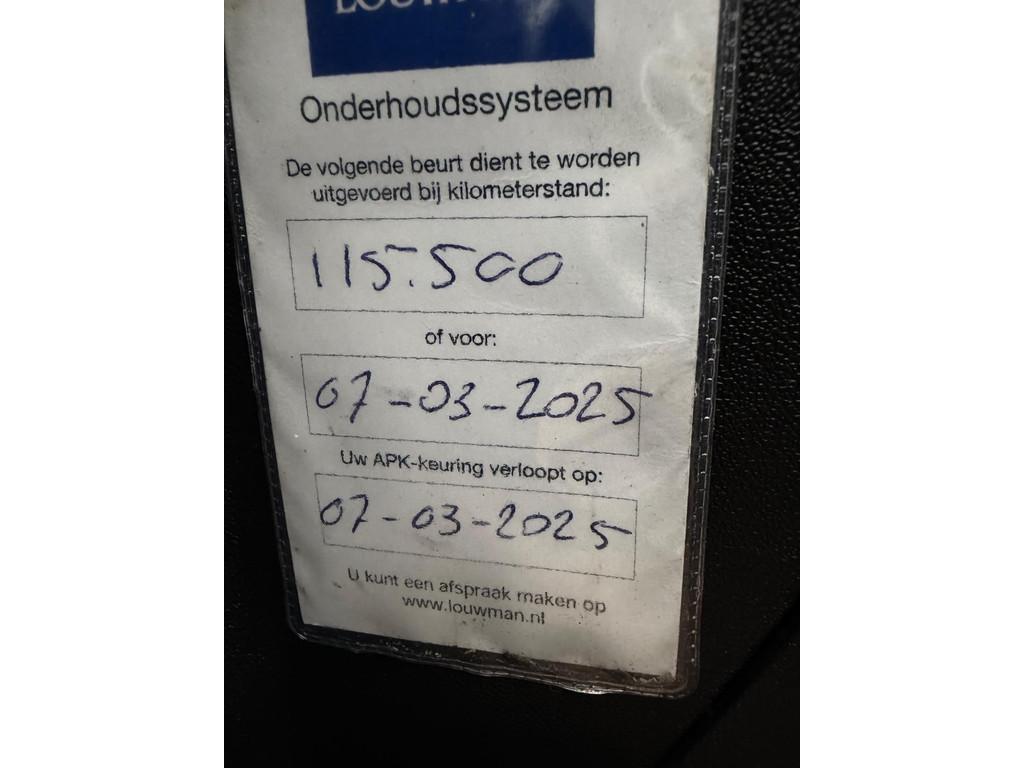 Onderhoudssysteem
De volgende beurt dient te worden
uitgevoerd bij kilometerstand:
115.500
of voor:
07-03-2025
Uw APK-keuring verloopt op:
07-03-2025
U kunt een afspraak maken op
www.louwman.nl